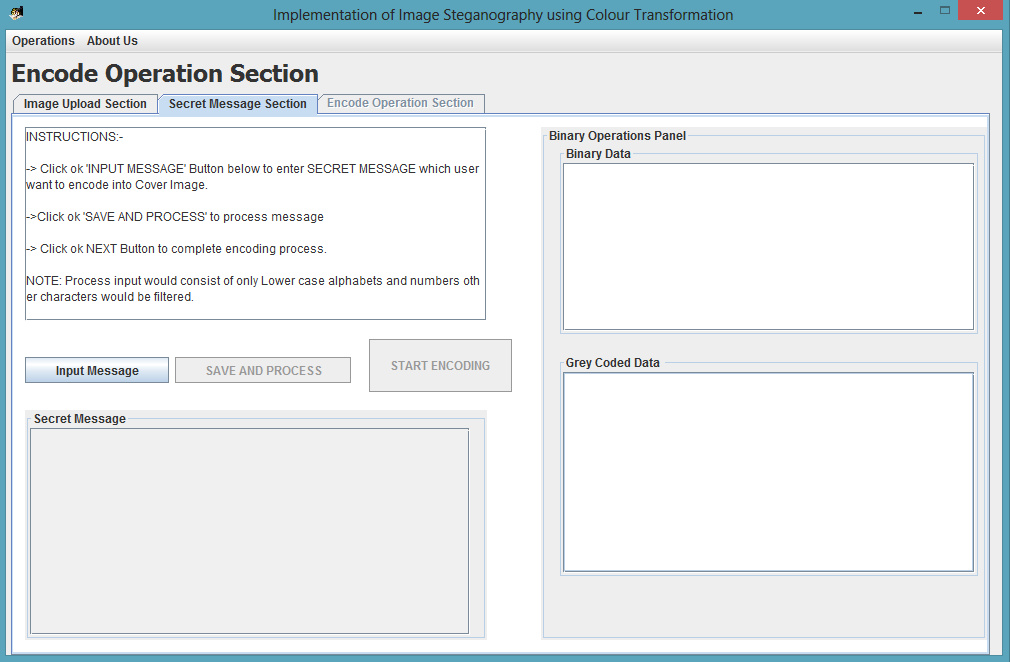 Implementation of Image Steganography using Colour Transformation
Operations About Us
Encode Operation Section
Image Upload Section Secret Message Section Encode Operation Section
INSTRUCTIONS:-
-> Click ok 'INPUT MESSAGE' Button below to enter SECRET MESSAGE which user
want to encode into Cover Image.
->Click ok 'SAVE AND PROCESS' to process message
-> Click ok NEXT Button to complete encoding process.
NOTE: Process input would consist of only Lower case alphabets and numbers oth
er characters would be filtered.
Input Message SAVE AND PROCESS START ENCODING
Secret Message
Binary Operations Panel
Binary Data
Grey Coded Data